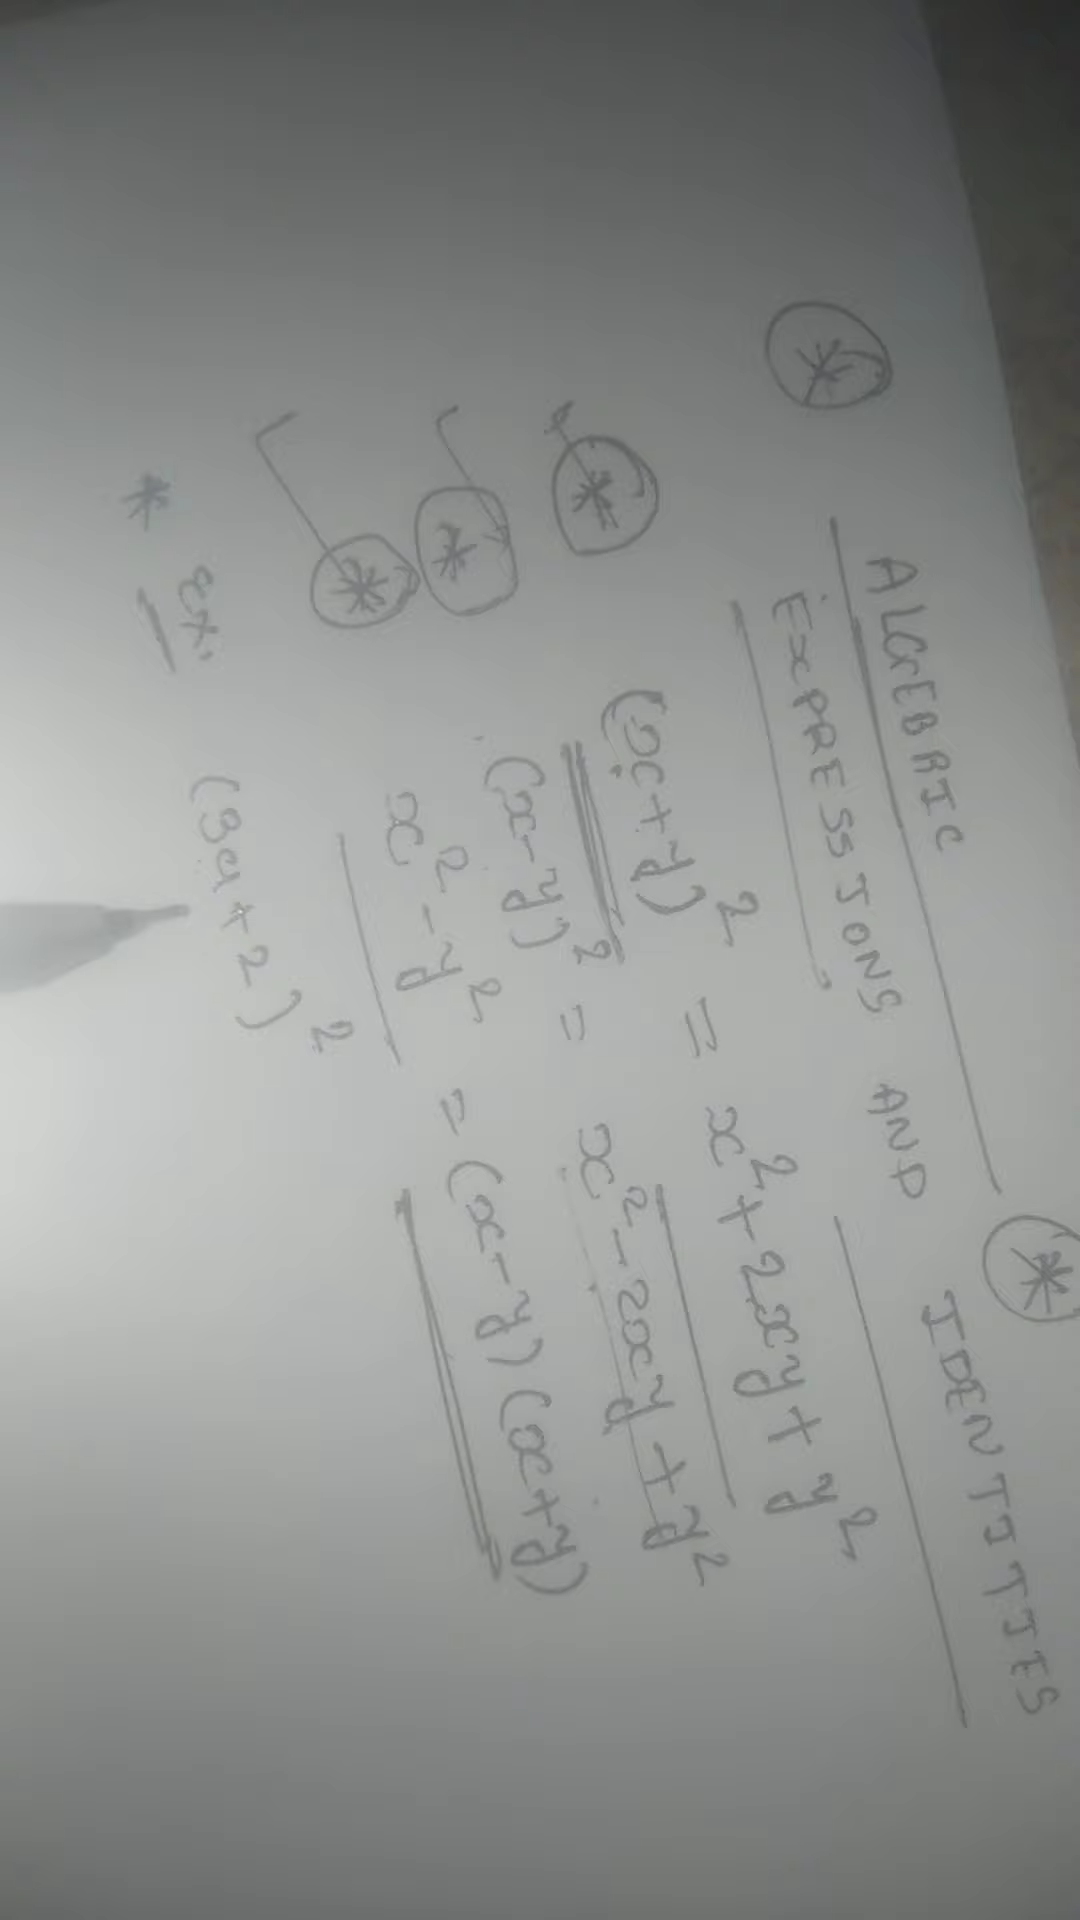 ALGEBRAIC
EXPRESSIONS AND IDENTITIES
(x+y)² = x²+2xy+y²
(x-y)² = x²-2xy+y²
x²-y² = (x-y)(x+y)
* Ex. (3a+2)²